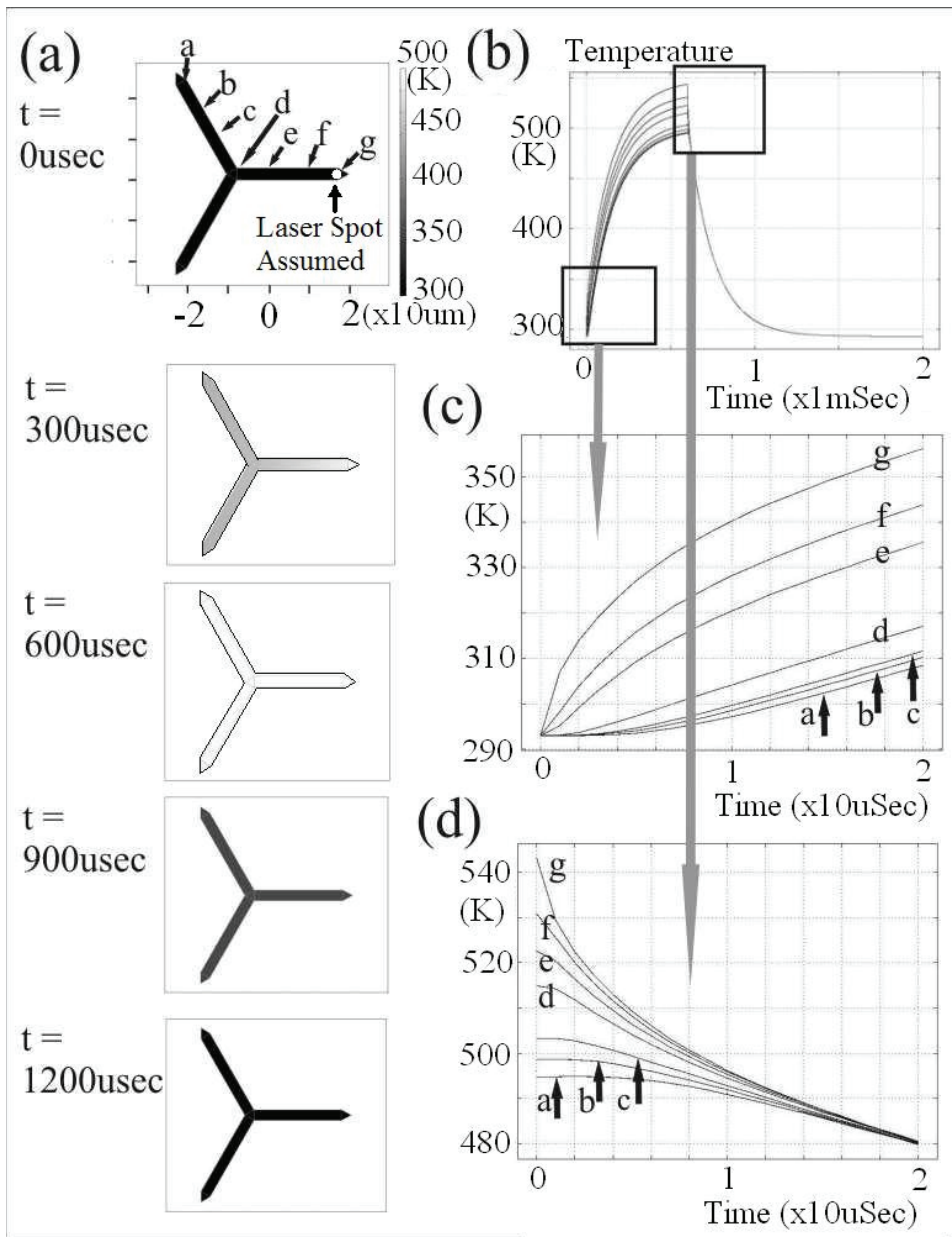 (a)
t =
0usec
a
b
c
d
e
f
g
Laser Spot
Assumed
500
(K)
450
400
350
300
-2 0 2 (x10um)
t =
300usec
t =
600usec
t =
900usec
t =
1200usec
(b)
Temperature
500
(K)
400
300
0 1 2
Time (x1mSec)
(c)
350
(K)
330
310
290
g
f
e
d
a
b
c
0 1 2
Time (x10uSec)
(d)
540
(K)
520
500
480
g
f
e
d
a
b
c
0 1 2
Time (x10uSec)